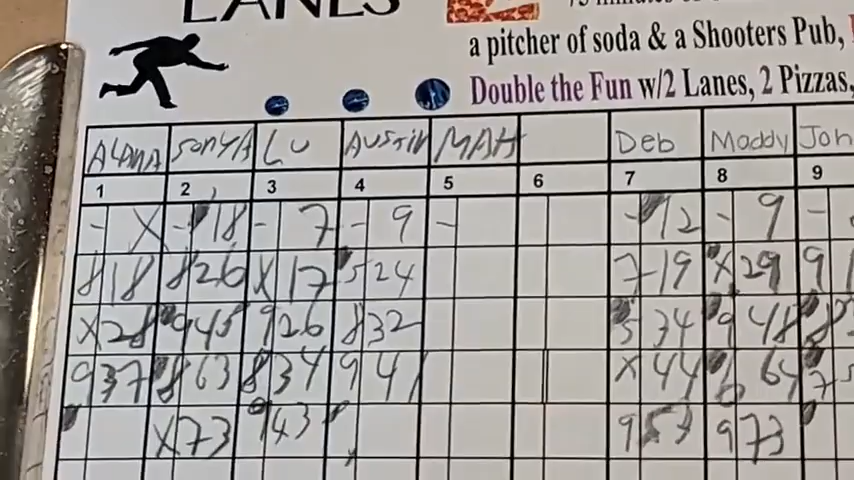 LANES
a pitcher of soda & a Shooters Pub,
Double the Fun w/2 Lanes, 2 Pizzas,
ALANA SONYA LU AUSTIN MAH Deb Maddy Joh
1 2 3 4 5 6 7 8 9
- X - 18 - 7 - 9 - - 12 - 9 -
8 18 8 26 X 17 5 24 7 19 X 29 9
X 28 9 45 9 26 8 32 5 34 9 48 8
9 37 8 63 8 34 9 41 X 44 6 64 7
X 73 9 43 9 53 9 73